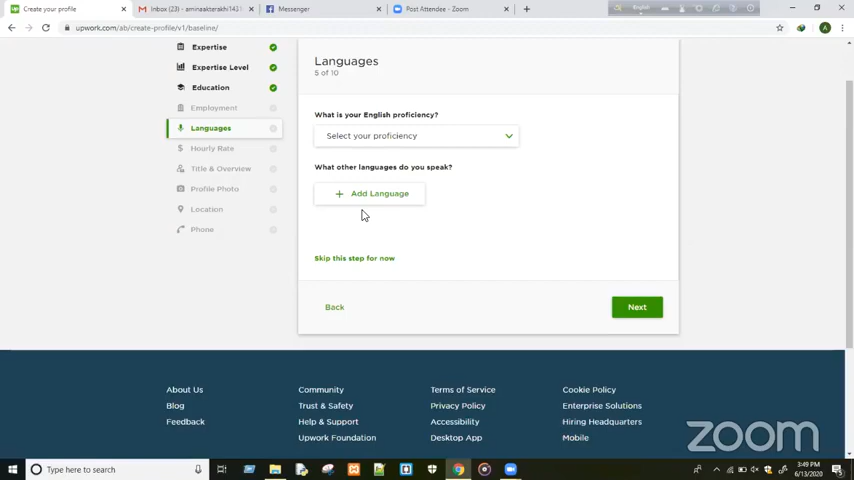 Create your profile
Inbox (23) - aminaakterakhi143
Messenger
Post Attendee - Zoom
English
upwork.com/ab/create-profile/v1/baseline/
A
Expertise
Expertise Level
Education
Employment
Languages
Hourly Rate
Title & Overview
Profile Photo
Location
Phone
Languages
5 of 10
What is your English proficiency?
Select your proficiency
What other languages do you speak?
+ Add Language
Skip this step for now
Back
Next
About Us
Blog
Feedback
Community
Trust & Safety
Help & Support
Upwork Foundation
Terms of Service
Privacy Policy
Accessibility
Desktop App
Cookie Policy
Enterprise Solutions
Hiring Headquarters
Mobile
zoom
Type here to search
3:49 PM
6/13/2020